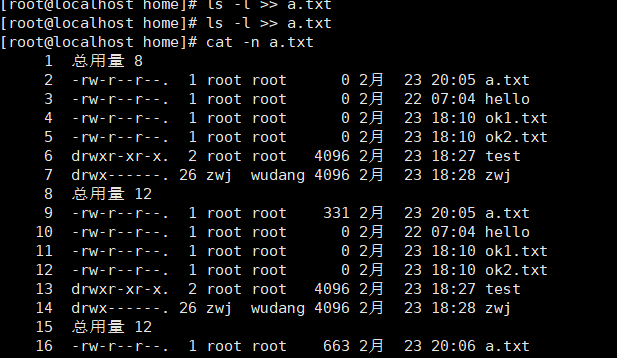 [root@localhost home]# ls -l >> a.txt
[root@localhost home]# ls -l >> a.txt
[root@localhost home]# cat -n a.txt
     1  总用量 8
     2  -rw-r--r--.  1 root root      0 2月  23 20:05 a.txt
     3  -rw-r--r--.  1 root root      0 2月  22 07:04 hello
     4  -rw-r--r--.  1 root root      0 2月  23 18:10 ok1.txt
     5  -rw-r--r--.  1 root root      0 2月  23 18:10 ok2.txt
     6  drwxr-xr-x.  2 root root   4096 2月  23 18:27 test
     7  drwx------. 26 zwj  wudang 4096 2月  23 18:28 zwj
     8  总用量 12
     9  -rw-r--r--.  1 root root    331 2月  23 20:05 a.txt
    10  -rw-r--r--.  1 root root      0 2月  22 07:04 hello
    11  -rw-r--r--.  1 root root      0 2月  23 18:10 ok1.txt
    12  -rw-r--r--.  1 root root      0 2月  23 18:10 ok2.txt
    13  drwxr-xr-x.  2 root root   4096 2月  23 18:27 test
    14  drwx------. 26 zwj  wudang 4096 2月  23 18:28 zwj
    15  总用量 12
    16  -rw-r--r--.  1 root root    663 2月  23 20:06 a.txt